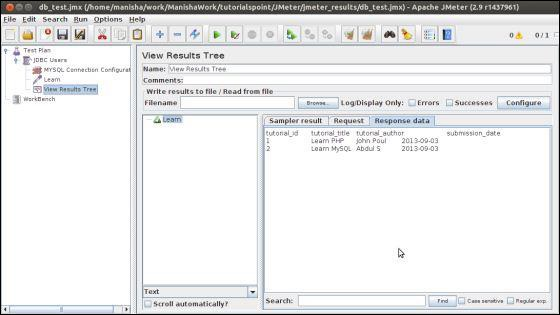 db_test.jmx (/home/manisha/work/ManishaWork/tutorialspoint/JMeter/jmeter_results/db_test.jmx) - Apache JMeter (2.9 r1437961)
File Edit Search Run Options Help
0 0 / 1
Test Plan
JDBC Users
MYSQL Connection Configurat
Learn
View Results Tree
WorkBench
View Results Tree
Name: View Results Tree
Comments:
Write results to file / Read from file
Filename Browse... Log/Display Only: Errors Successes Configure
Learn
Sampler result Request Response data
tutorial_id tutorial_title tutorial_author submission_date
1 Learn PHP John Poul 2013-09-03
2 Learn MySQL Abdul S 2013-09-03
Text
Scroll automatically?
Search: Find Case sensitive Regular exp.